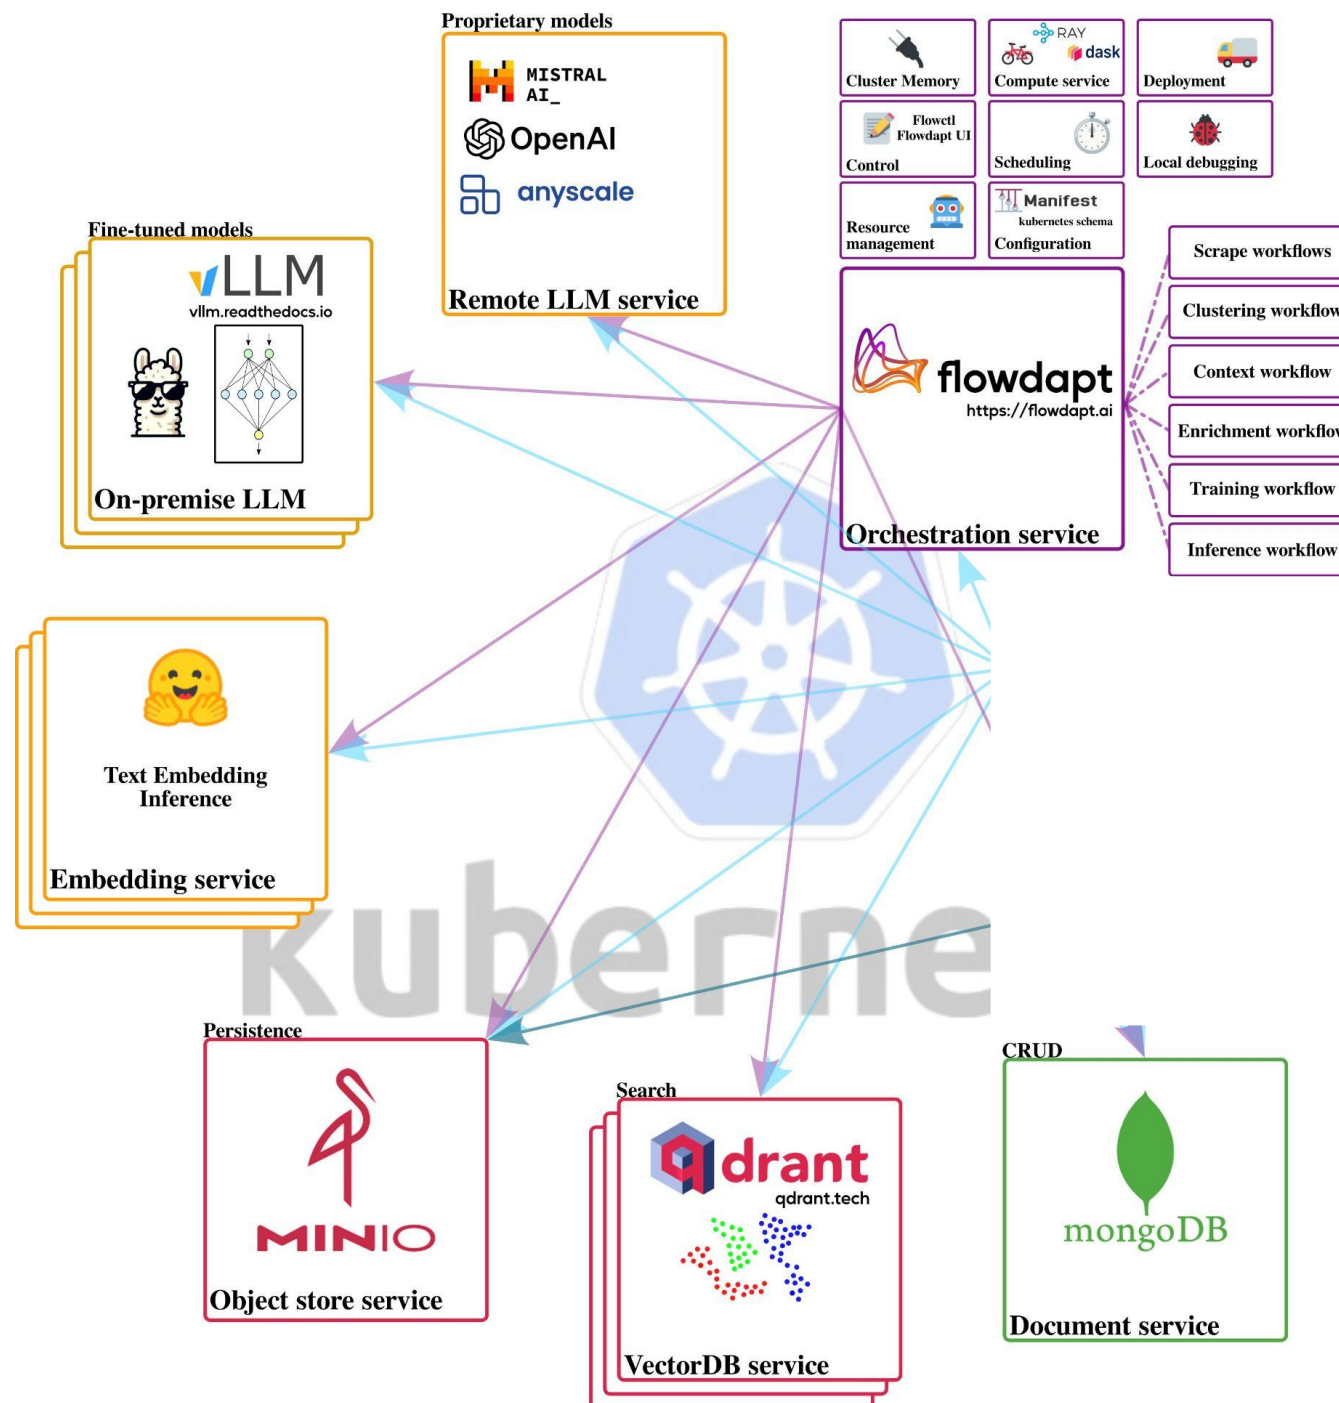 Proprietary models
MISTRAL
AI_
OpenAI
anyscale
Remote LLM service
Cluster Memory
RAY
dask
Compute service
Deployment
Flowctl
Flowdapt UI
Control
Scheduling
Local debugging
Resource
management
Manifest
kubernetes schema
Configuration
Fine-tuned models
vLLM
vllm.readthedocs.io
On-premise LLM
flowdapt
https://flowdapt.ai
Orchestration service
Scrape workflows
Clustering workflow
Context workflow
Enrichment workflow
Training workflow
Inference workflow
Text Embedding
Inference
Embedding service
kuberne
Persistence
MINIO
Object store service
Search
qdrant
qdrant.tech
VectorDB service
CRUD
mongoDB
Document service